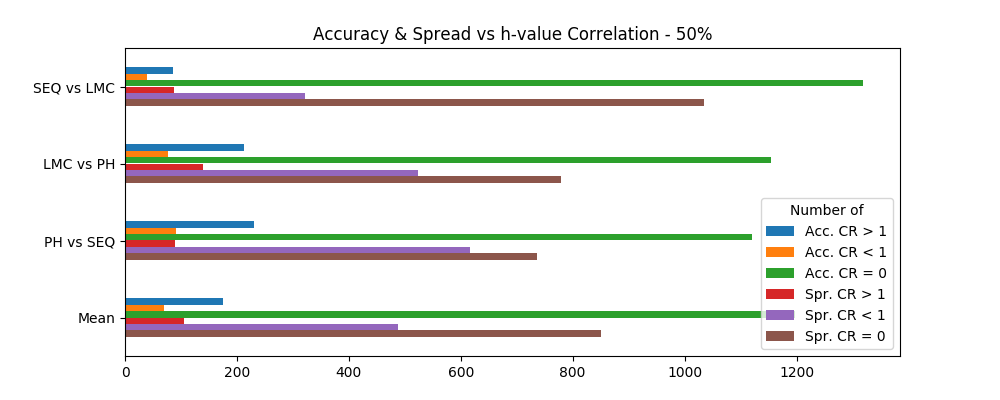 Accuracy & Spread vs h-value Correlation - 50%
SEQ vs LMC
LMC vs PH
PH vs SEQ
Mean
Number of
Acc. CR > 1
Acc. CR < 1
Acc. CR = 0
Spr. CR > 1
Spr. CR < 1
Spr. CR = 0
0 200 400 600 800 1000 1200